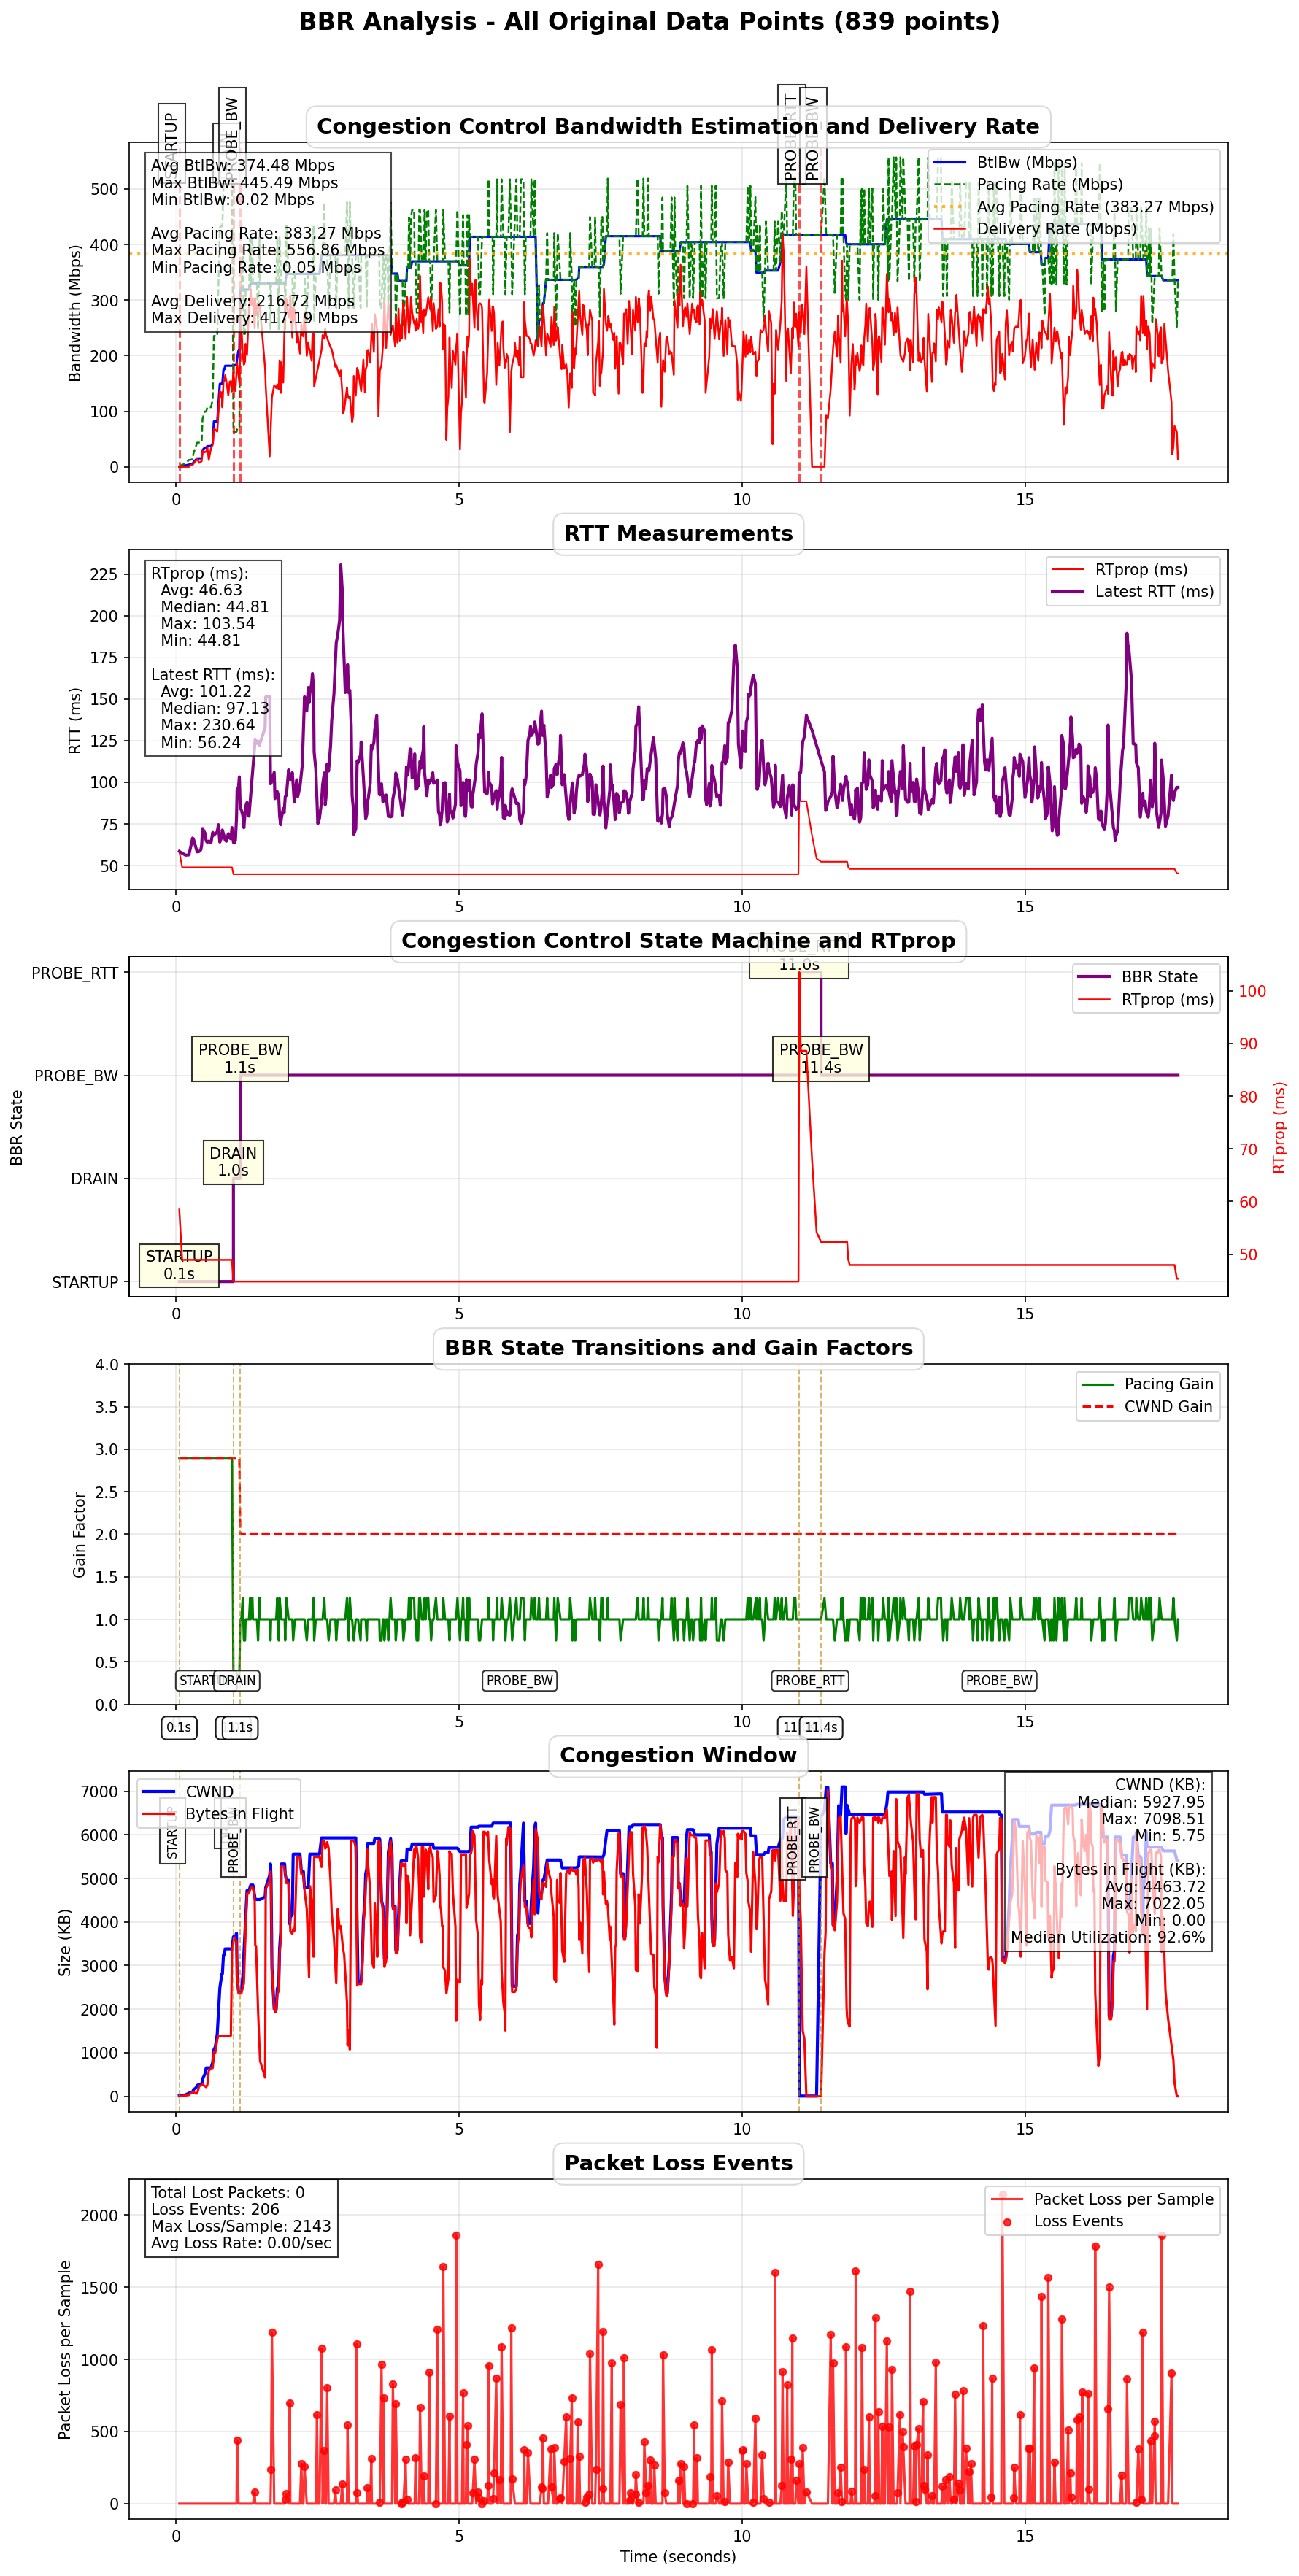 BBR Analysis - All Original Data Points (839 points)
STARTUP
PROBE_BW
PROBE_RTT
PROBE_BW
Congestion Control Bandwidth Estimation and Delivery Rate
Avg BtlBw: 374.48 Mbps
Max BtlBw: 445.49 Mbps
Min BtlBw: 0.02 Mbps
Avg Pacing Rate: 383.27 Mbps
Max Pacing Rate: 556.86 Mbps
Min Pacing Rate: 0.05 Mbps
Avg Delivery: 216.72 Mbps
Max Delivery: 417.19 Mbps
BtlBw (Mbps)
Pacing Rate (Mbps)
Avg Pacing Rate (383.27 Mbps)
Delivery Rate (Mbps)
Bandwidth (Mbps)
500
400
300
200
100
0
0 5 10 15
RTT Measurements
RTprop (ms):
Avg: 46.63
Median: 44.81
Max: 103.54
Min: 44.81
Latest RTT (ms):
Avg: 101.22
Median: 97.13
Max: 230.64
Min: 56.24
RTprop (ms)
Latest RTT (ms)
RTT (ms)
225
200
175
150
125
100
75
50
0 5 10 15
Congestion Control State Machine and RTprop
PROBE_RTT
11.0s
PROBE_BW
1.1s
PROBE_BW
11.4s
DRAIN
1.0s
STARTUP
0.1s
BBR State
RTprop (ms)
BBR State
PROBE_RTT
PROBE_BW
DRAIN
STARTUP
100
90
80
70
60
50
RTprop (ms)
0 5 10 15
BBR State Transitions and Gain Factors
Pacing Gain
CWND Gain
Gain Factor
4.0
3.5
3.0
2.5
2.0
1.5
1.0
0.5
0.0
START
DRAIN
PROBE_BW
PROBE_RTT
PROBE_BW
0 5 10 15
0.1s
1.1s
11
11.4s
Congestion Window
CWND
Bytes in Flight
STARTUP
PROBE_BW
PROBE_RTT
PROBE_BW
CWND (KB):
Median: 5927.95
Max: 7098.51
Min: 5.75
Bytes in Flight (KB):
Avg: 4463.72
Max: 7022.05
Min: 0.00
Median Utilization: 92.6%
Size (KB)
7000
6000
5000
4000
3000
2000
1000
0
0 5 10 15
Packet Loss Events
Total Lost Packets: 0
Loss Events: 206
Max Loss/Sample: 2143
Avg Loss Rate: 0.00/sec
Packet Loss per Sample
Loss Events
Packet Loss per Sample
2000
1500
1000
500
0
0 5 10 15
Time (seconds)